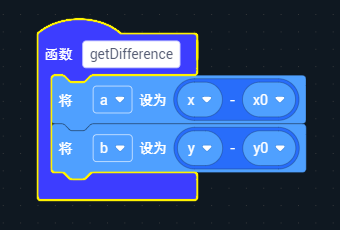 函数 getDifference
将 a 设为 x - x0
将 b 设为 y - y0